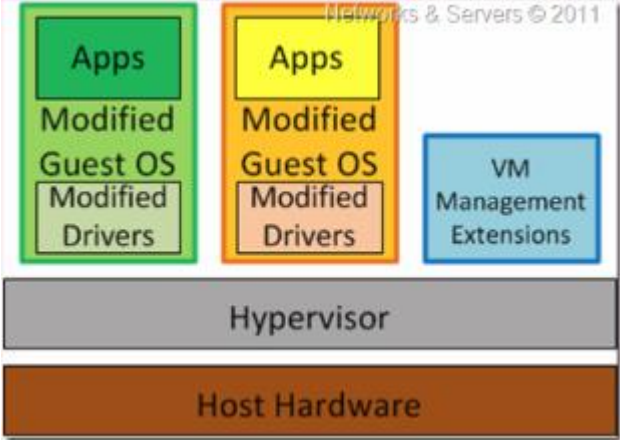 Networks & Servers © 2011
Apps
Modified
Guest OS
Modified
Drivers
Apps
Modified
Guest OS
Modified
Drivers
VM
Management
Extensions
Hypervisor
Host Hardware